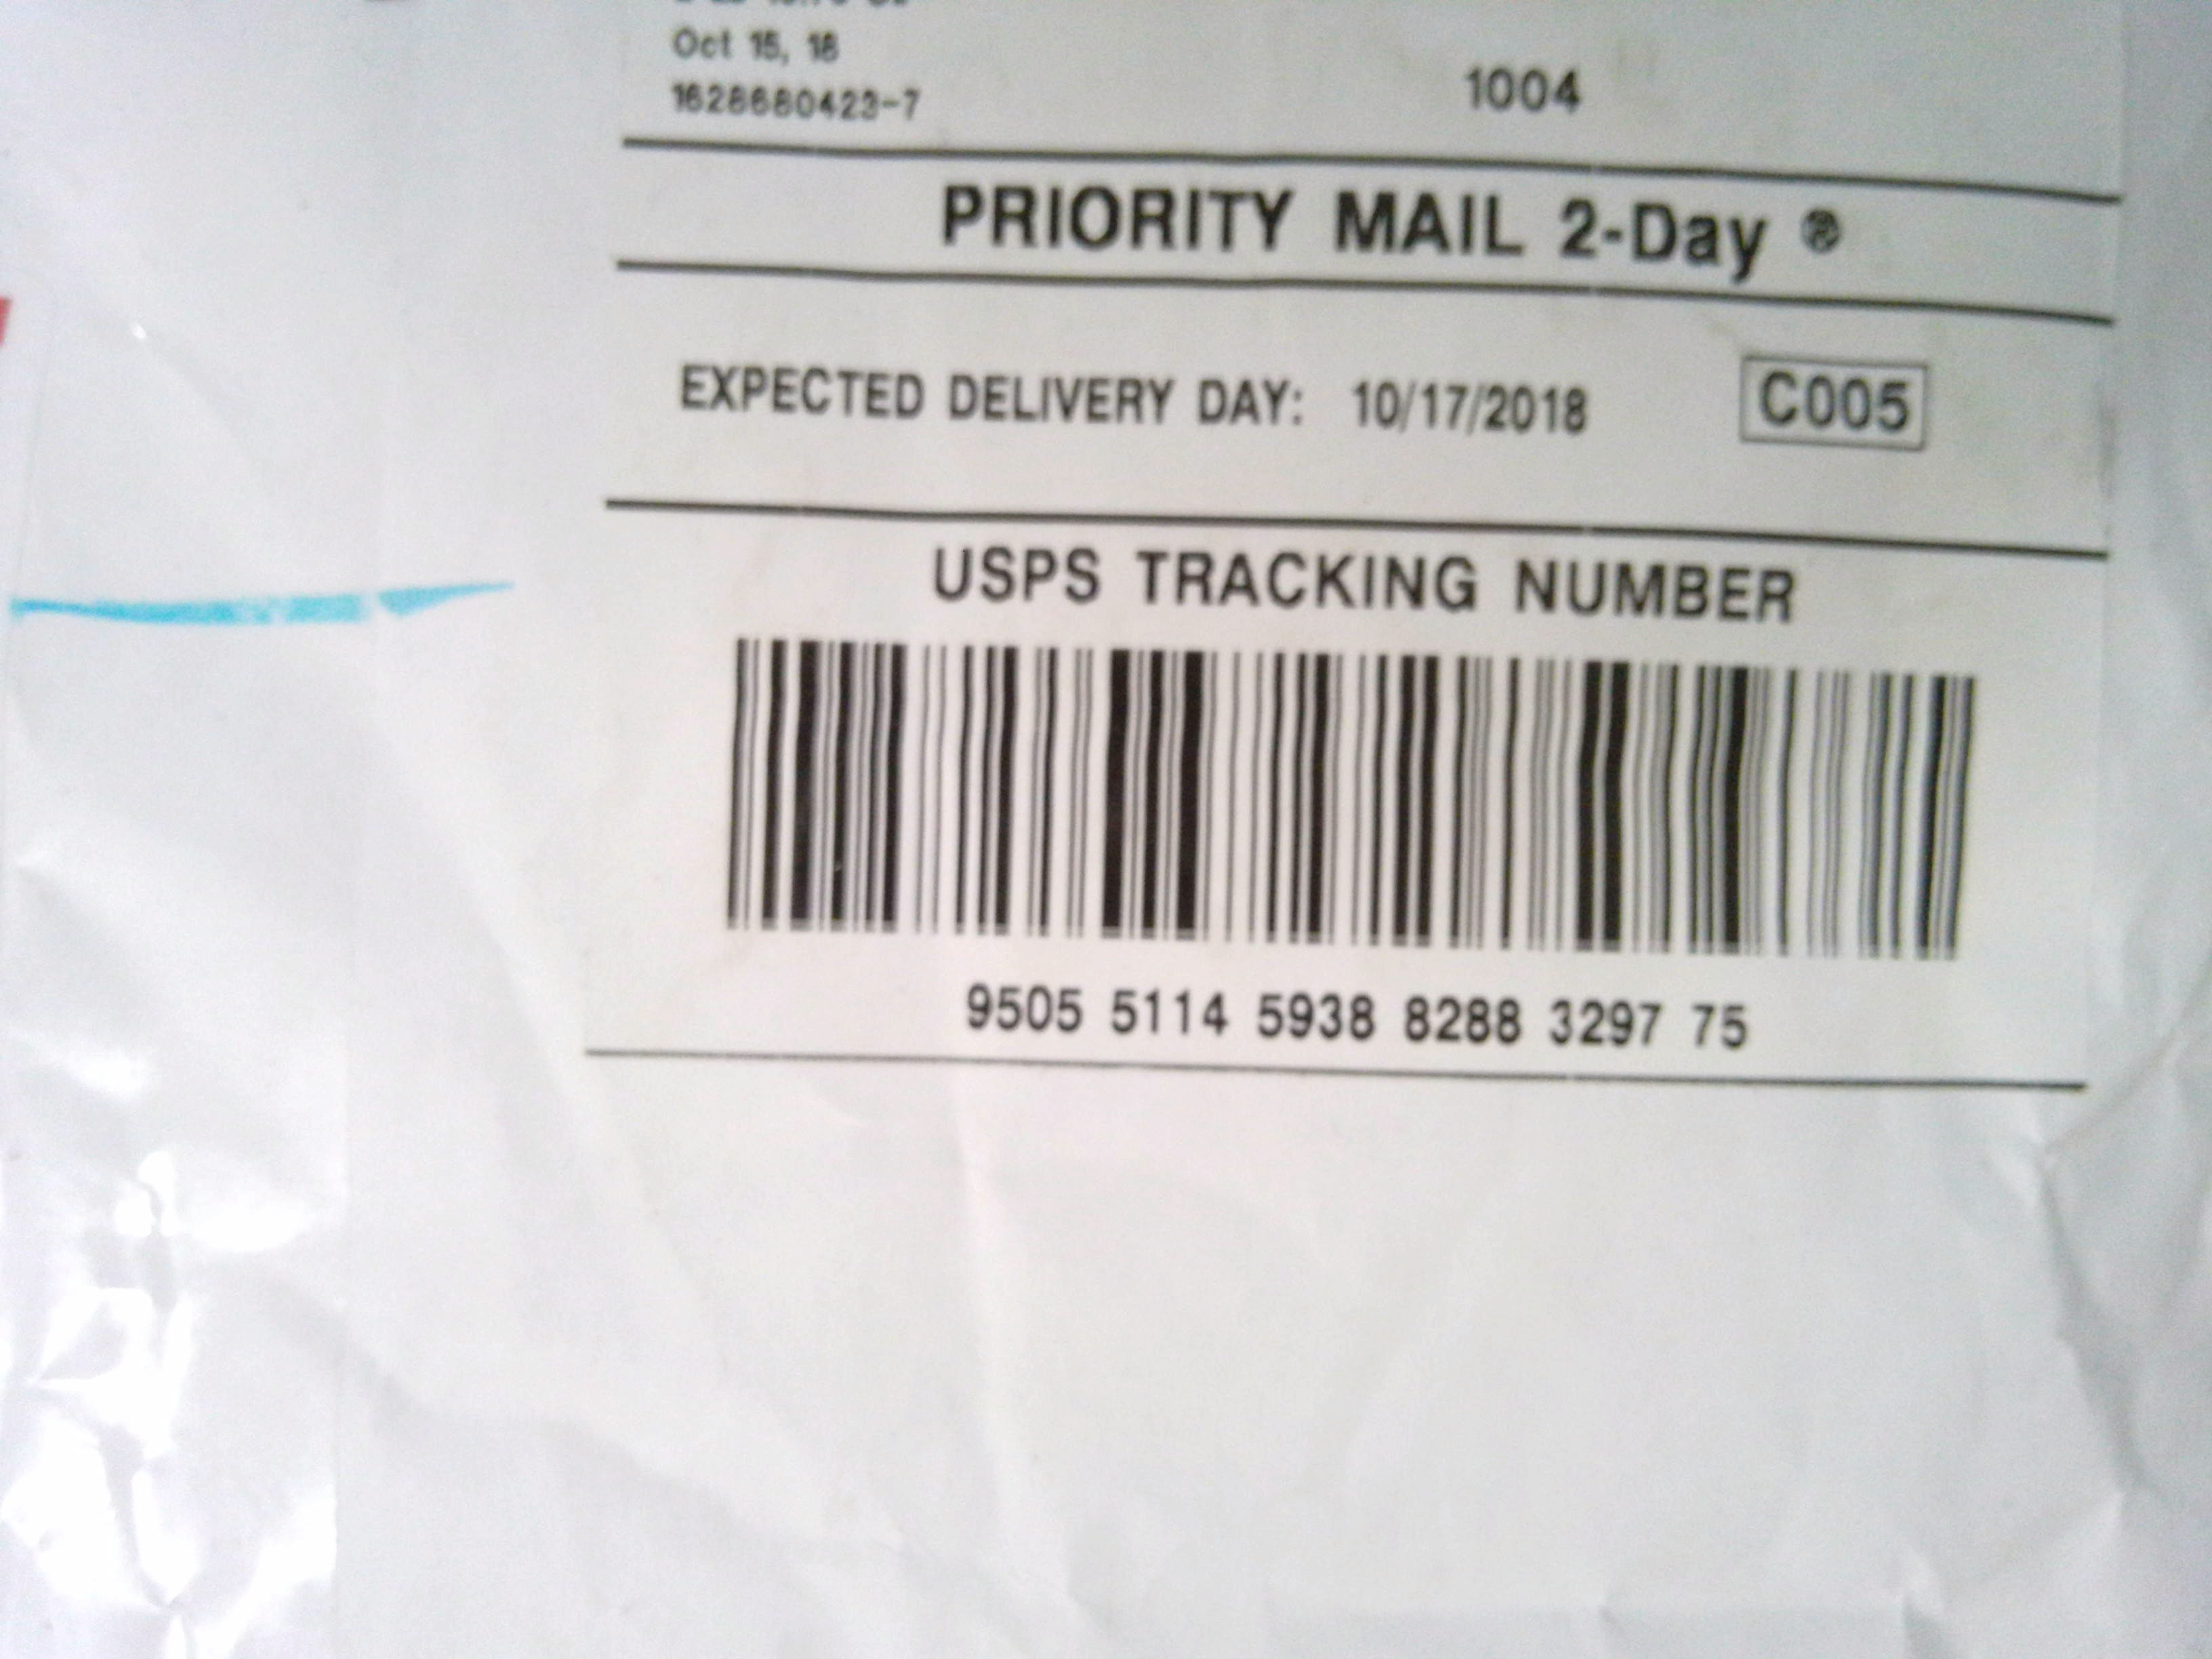 Oct 15, 18
1628680423-7
1004
PRIORITY MAIL 2-Day ®
EXPECTED DELIVERY DAY: 10/17/2018
C005
USPS TRACKING NUMBER
9505 5114 5938 8288 3297 75